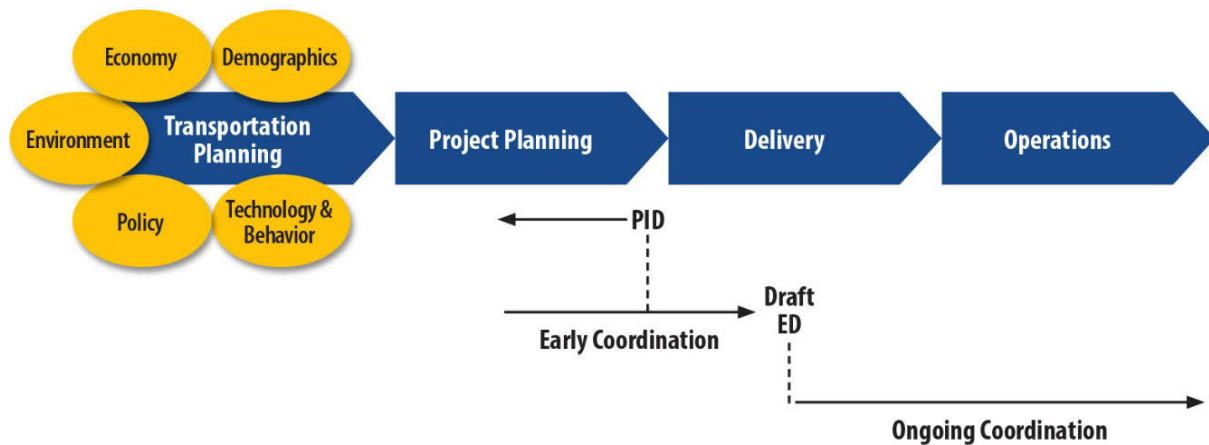 Economy
Demographics
Environment
Transportation
Planning
Project Planning
Delivery
Operations
Policy
Technology &
Behavior
PID
Draft
ED
Early Coordination
Ongoing Coordination